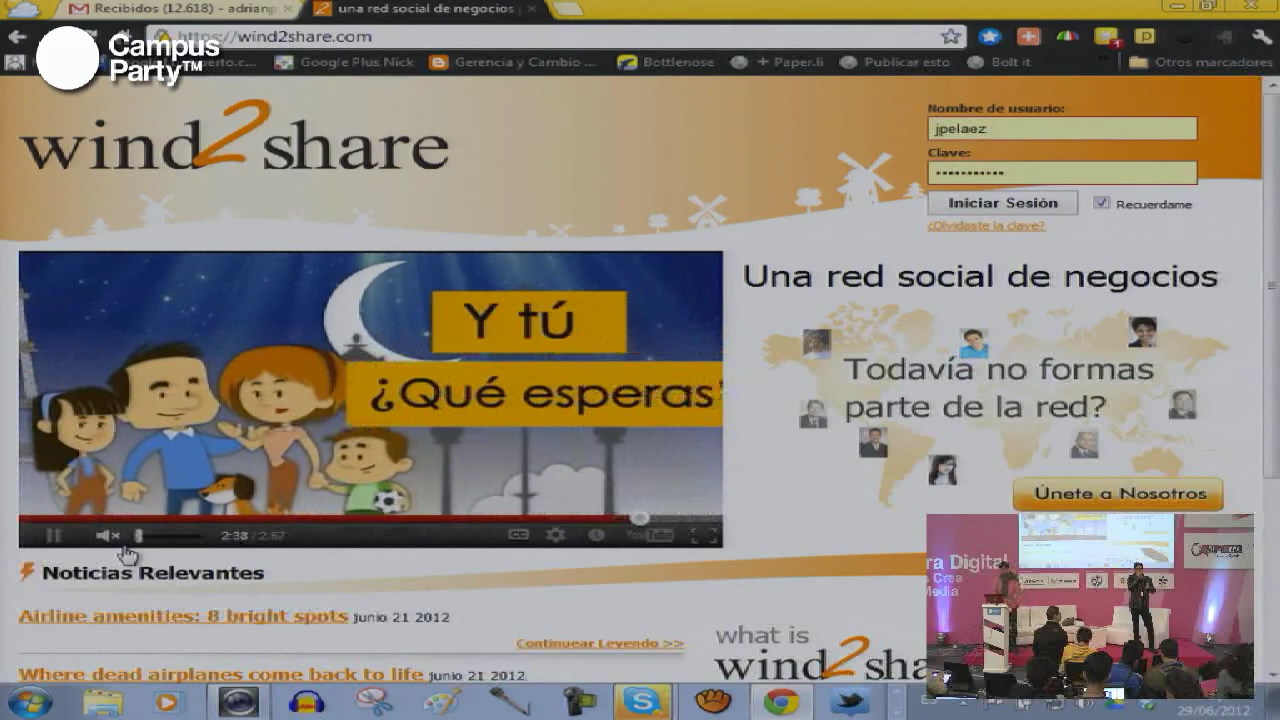 Recibidos (12.618) - adrianp
una red social de negocios
https://wind2share.com
Campus
Party™
Google Plus Nick
Gerencia y Cambio ...
Bottlenose
+ Paper.li
Publicar esto
Bolt it
Otros marcadores
wind2share
Nombre de usuario:
jpelaez
Clave:
Iniciar Sesión
Recuerdame
¿Olvidaste la clave?
Y tú
¿Qué esperas
Una red social de negocios
Todavía no formas
parte de la red?
Únete a Nosotros
2:38 / 2:67
Noticias Relevantes
Airline amenities: 8 bright spots junio 21 2012
Continuear Leyendo >>
Where dead airplanes come back to life junio 21 2012
what is
wind2sha
ra Digital
s Crea
Media
29/06/2012